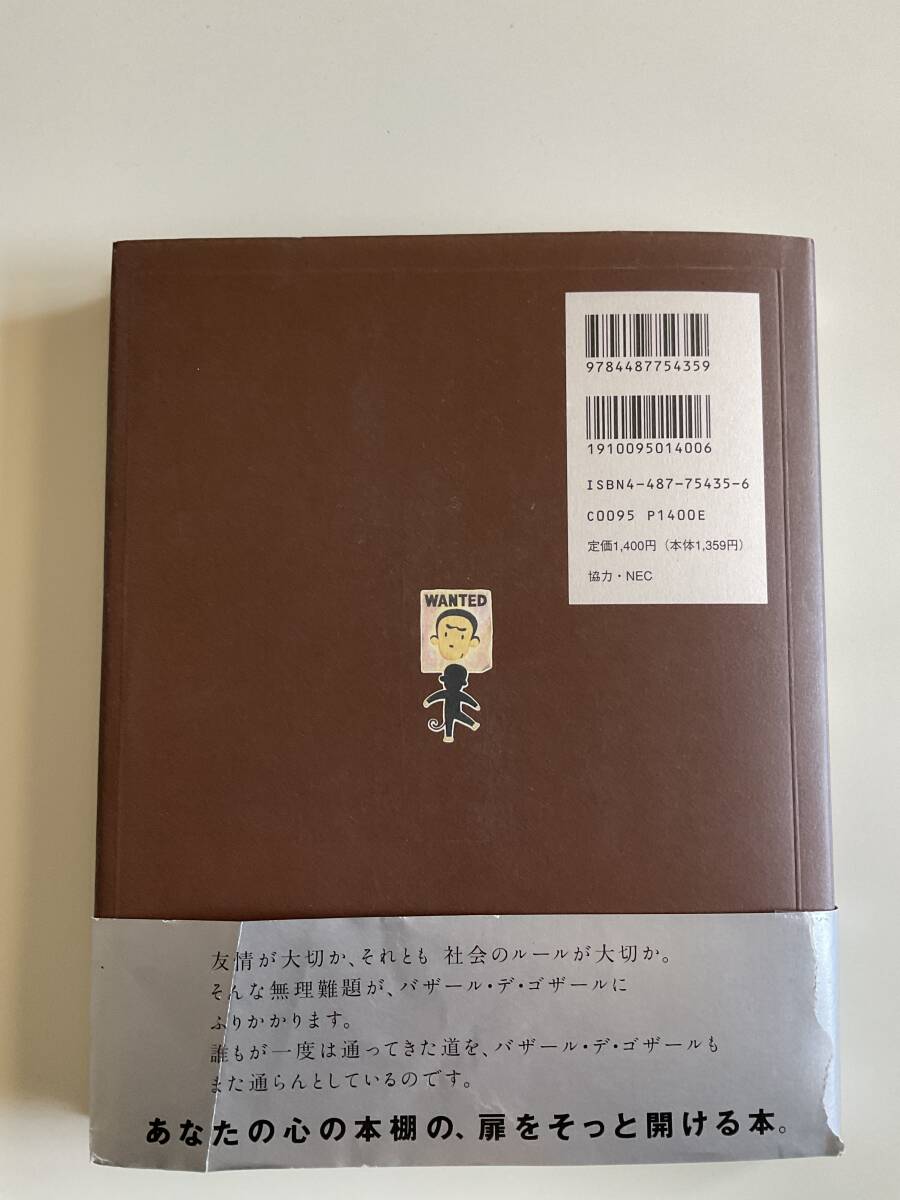 9784487754359
1910095014006
ISBN4-487-75435-6
C0095 P1400E
定価1,400円（本体1,359円）
協力・NEC
WANTED
友情が大切か、それとも 社会のルールが大切か。
そんな無理難題が、バザール・デ・ゴザールに
ふりかかります。
誰もが一度は通ってきた道を、バザール・デ・ゴザールも
また通らんとしているのです。
あなたの心の本棚の、扉をそっと開ける本。